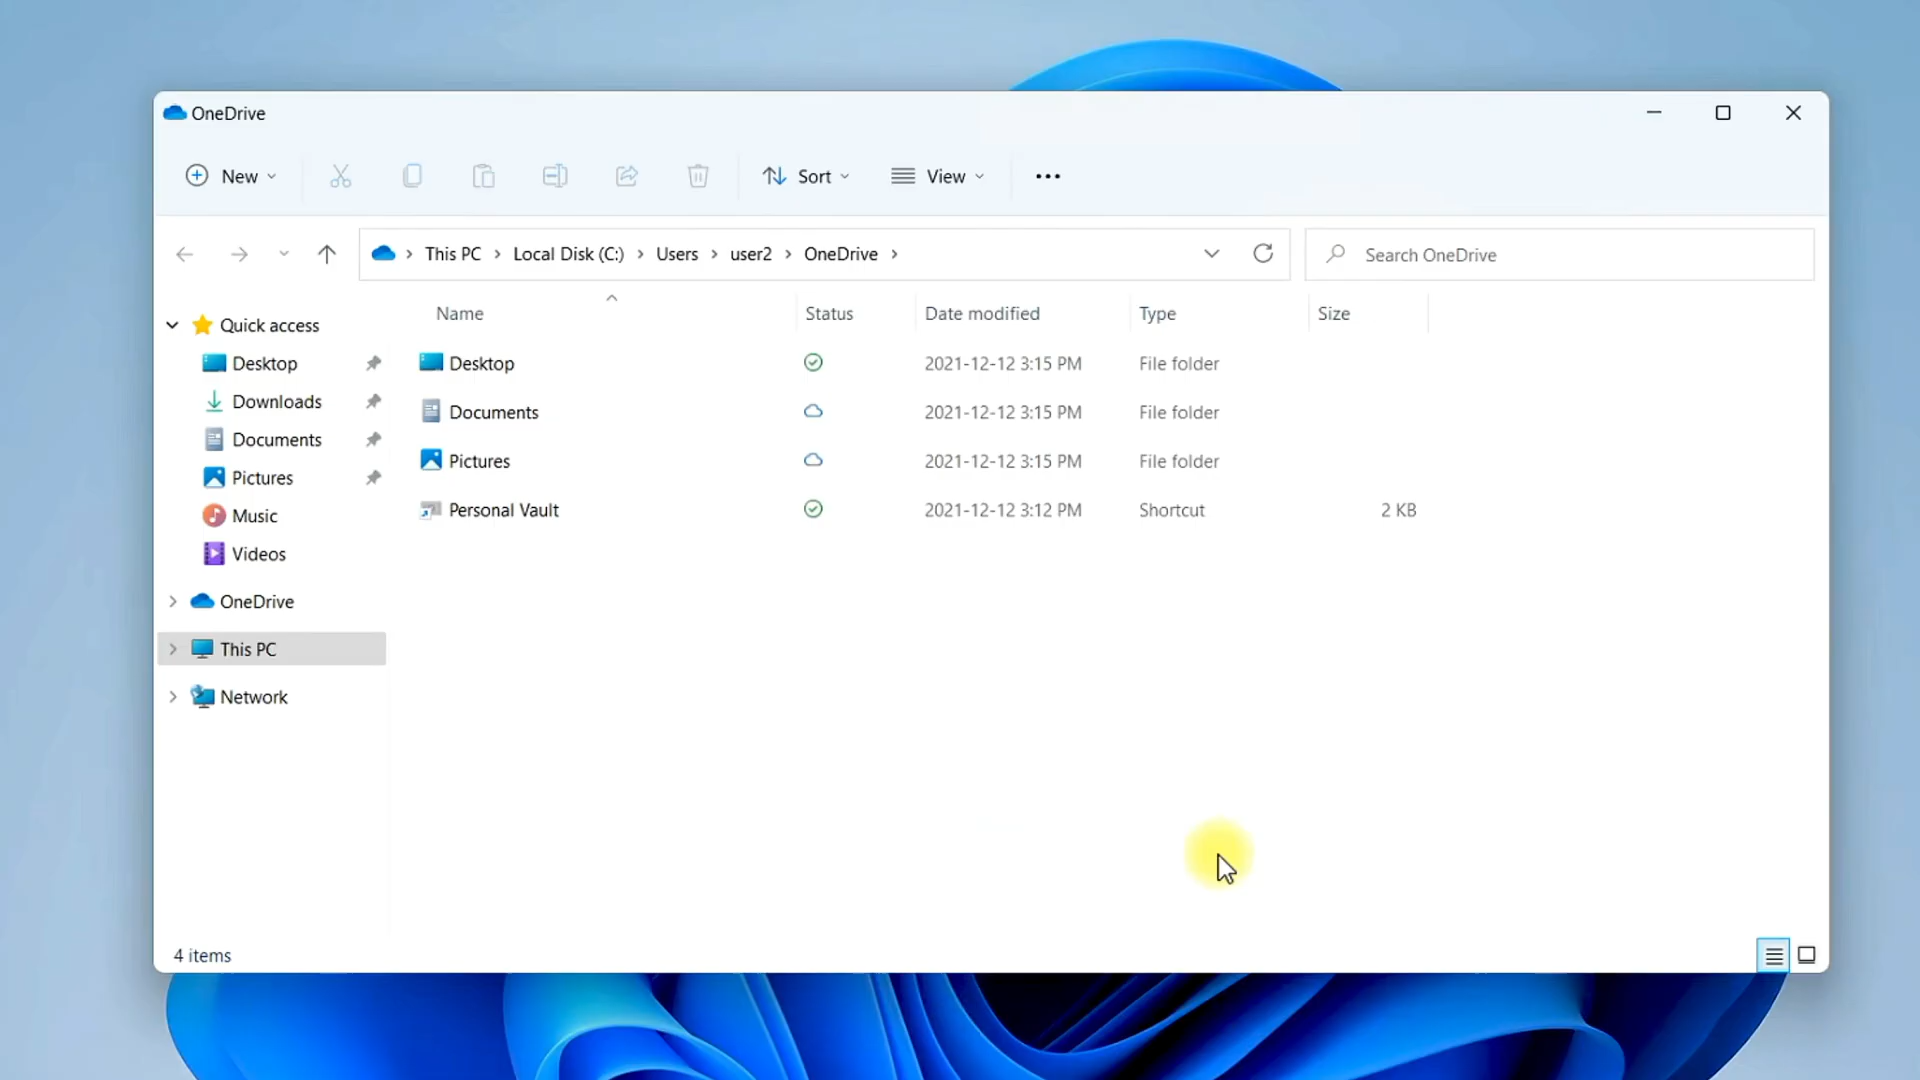 OneDrive
New Sort View
This PC Local Disk (C:) Users user2 OneDrive
Search OneDrive
Name Status Date modified Type Size
Quick access
Desktop
Downloads
Documents
Pictures
Music
Videos
OneDrive
This PC
Network
Desktop 2021-12-12 3:15 PM File folder
Documents 2021-12-12 3:15 PM File folder
Pictures 2021-12-12 3:15 PM File folder
Personal Vault 2021-12-12 3:12 PM Shortcut 2 KB
4 items